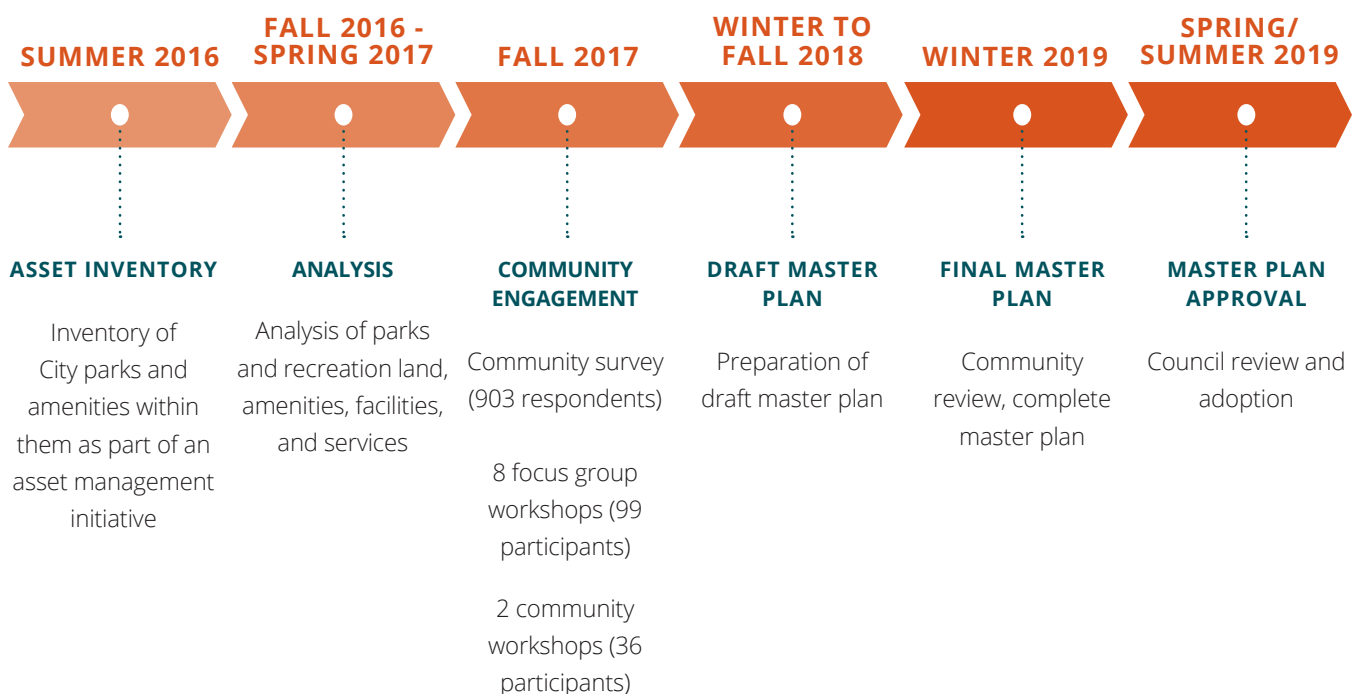 SUMMER 2016
FALL 2016 -
SPRING 2017
FALL 2017
WINTER TO
FALL 2018
WINTER 2019
SPRING/
SUMMER 2019
ASSET INVENTORY
Inventory of
City parks and
amenities within
them as part of an
asset management
initiative
ANALYSIS
Analysis of parks
and recreation land,
amenities, facilities,
and services
COMMUNITY
ENGAGEMENT
Community survey
(903 respondents)
8 focus group
workshops (99
participants)
2 community
workshops (36
participants)
DRAFT MASTER
PLAN
Preparation of
draft master plan
FINAL MASTER
PLAN
Community
review, complete
master plan
MASTER PLAN
APPROVAL
Council review and
adoption